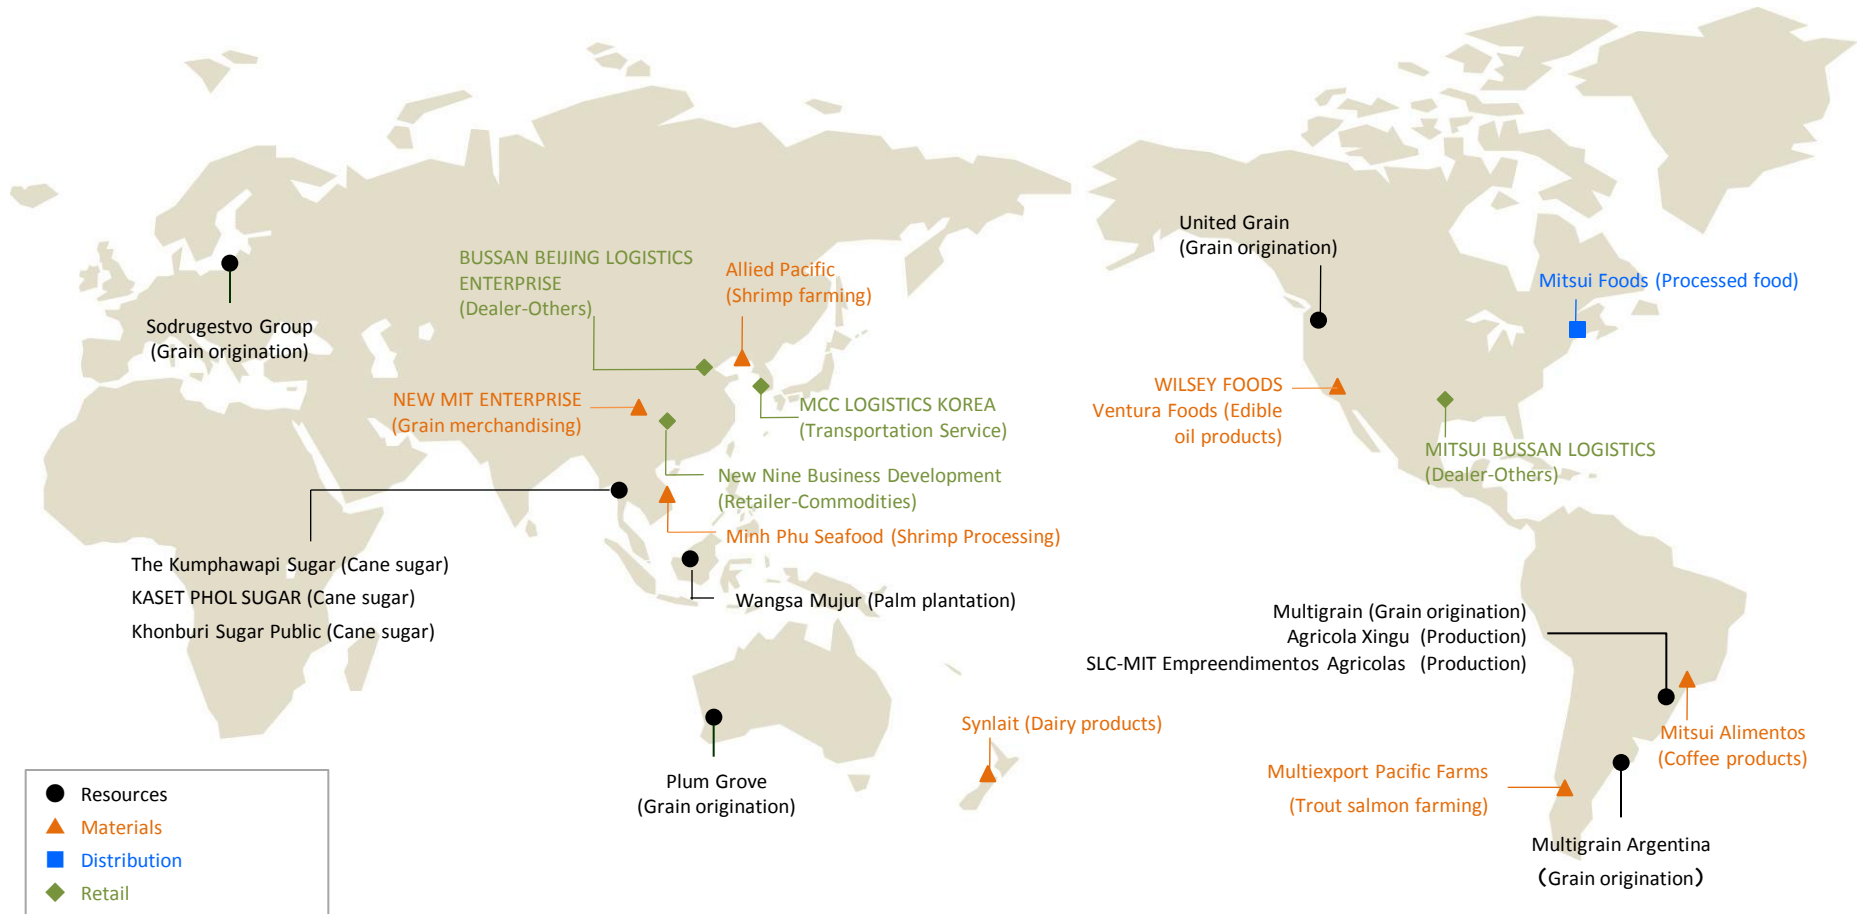 United Grain
(Grain origination)
BUSSAN BEIJING LOGISTICS
ENTERPRISE
(Dealer-Others)
Allied Pacific
(Shrimp farming)
Mitsui Foods (Processed food)
Sodrugestvo Group
(Grain origination)
NEW MIT ENTERPRISE
(Grain merchandising)
MCC LOGISTICS KOREA
(Transportation Service)
WILSEY FOODS
Ventura Foods (Edible
oil products)
MITSUI BUSSAN LOGISTICS
(Dealer-Others)
New Nine Business Development
(Retailer-Commodities)
Minh Phu Seafood (Shrimp Processing)
The Kumphawapi Sugar (Cane sugar)
KASET PHOL SUGAR (Cane sugar)
Khonburi Sugar Public (Cane sugar)
Wangsa Mujur (Palm plantation)
Multigrain (Grain origination)
Agricola Xingu (Production)
SLC-MIT Empreendimentos Agricolas (Production)
Synlait (Dairy products)
Mitsui Alimentos
(Coffee products)
Plum Grove
(Grain origination)
Multiexport Pacific Farms
(Trout salmon farming)
Multigrain Argentina
（Grain origination）
Resources
Materials
Distribution
Retail